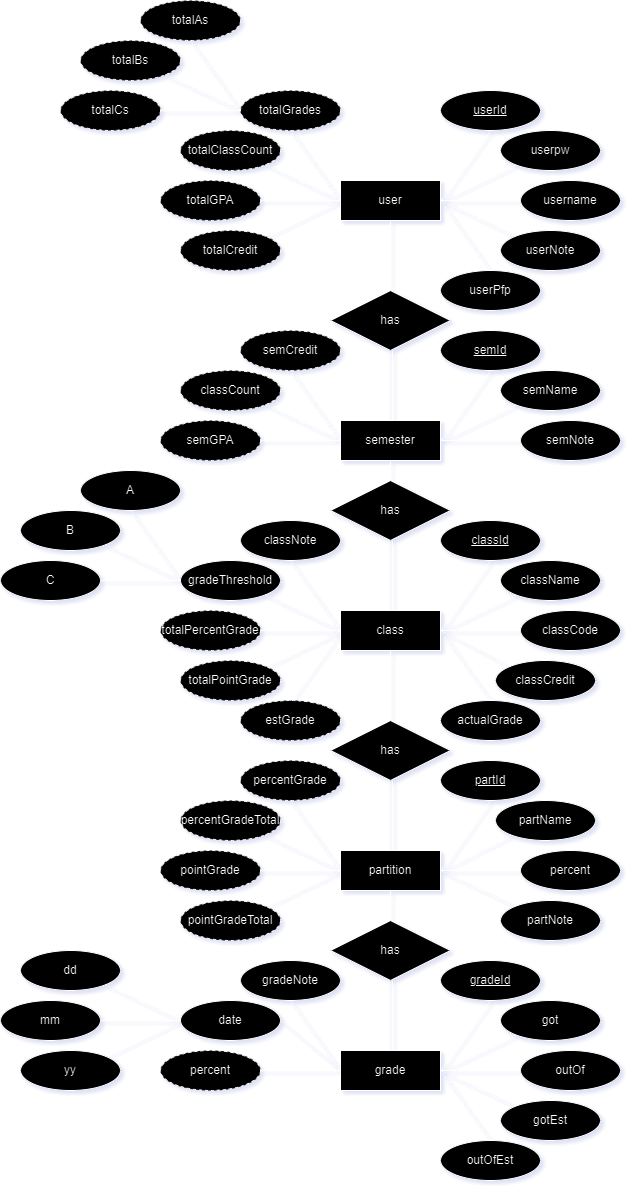 totalAs
totalBs
totalCs
totalGrades
userId
totalClassCount
userpw
totalGPA
user
username
totalCredit
userNote
userPfp
has
semCredit
semId
classCount
semName
semGPA
semester
semNote
A
has
B
classNote
classId
C
gradeThreshold
className
totalPercentGrade
class
classCode
totalPointGrade
classCredit
estGrade
actualGrade
has
percentGrade
partId
percentGradeTotal
partName
pointGrade
partition
percent
pointGradeTotal
partNote
has
dd
gradeNote
gradeId
mm
date
got
yy
percent
grade
outOf
gotEst
outOfEst